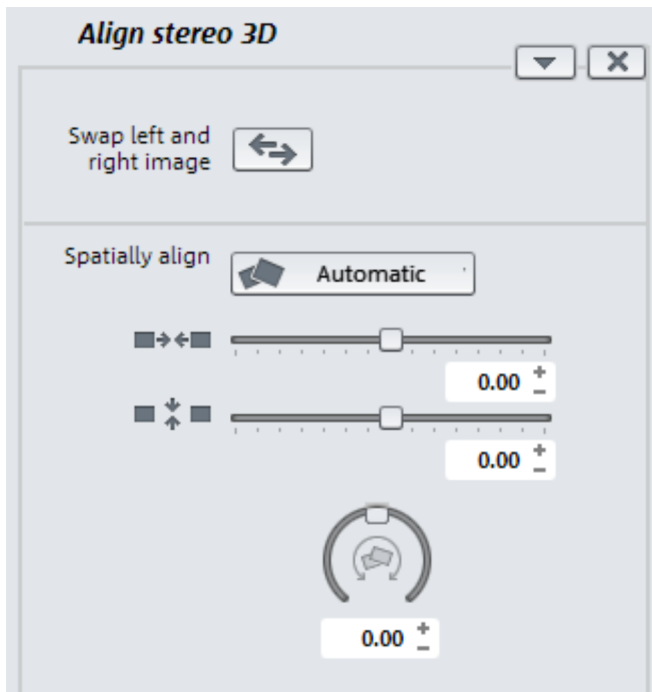 Align stereo 3D
Swap left and
right image
Spatially align
Automatic
0.00
0.00
0.00